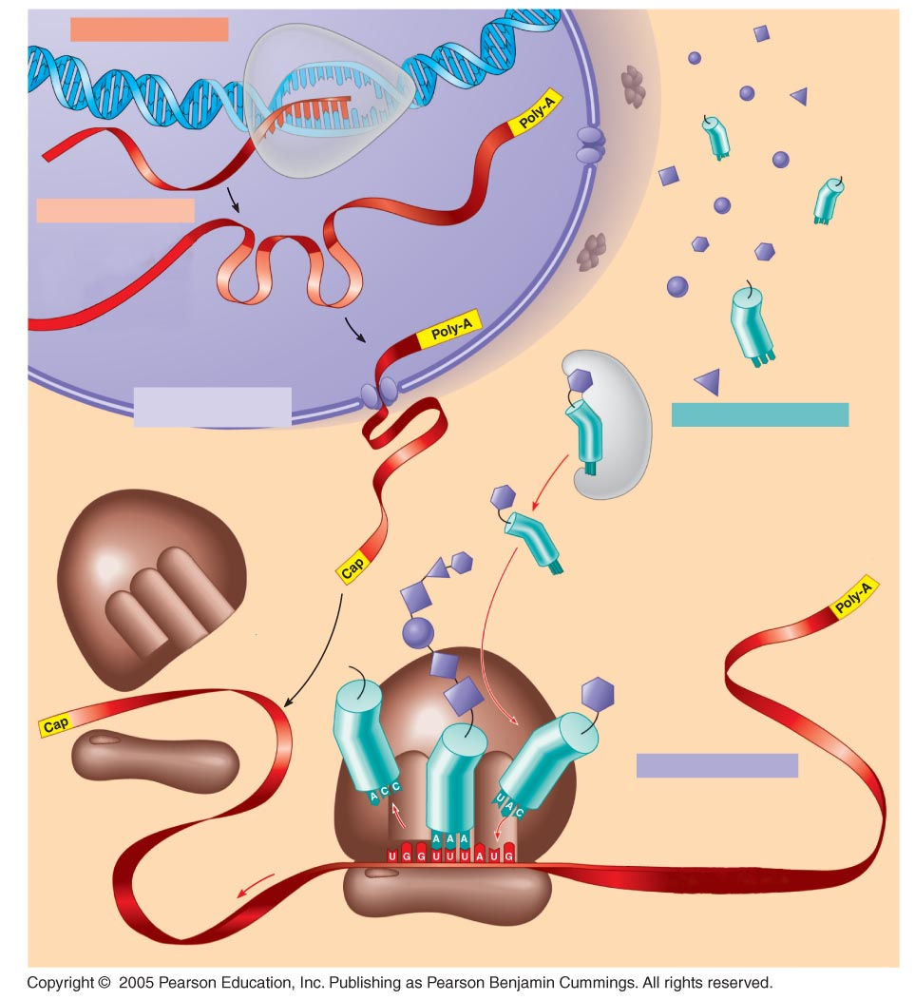 Poly-A
Poly-A
Cap
Poly-A
Cap
A C C
U A C
A A A
U G G U U U A U G
Copyright © 2005 Pearson Education, Inc. Publishing as Pearson Benjamin Cummings. All rights reserved.